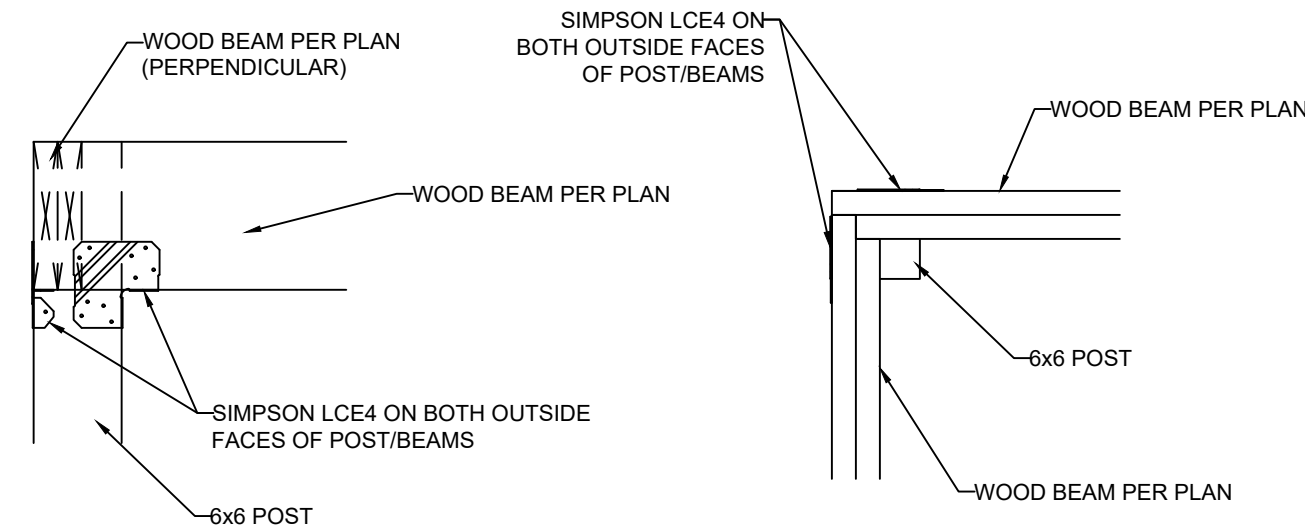 WOOD BEAM PER PLAN
(PERPENDICULAR)
WOOD BEAM PER PLAN
SIMPSON LCE4 ON BOTH OUTSIDE
FACES OF POST/BEAMS
6x6 POST
SIMPSON LCE4 ON
BOTH OUTSIDE FACES
OF POST/BEAMS
WOOD BEAM PER PLAN
6x6 POST
WOOD BEAM PER PLAN